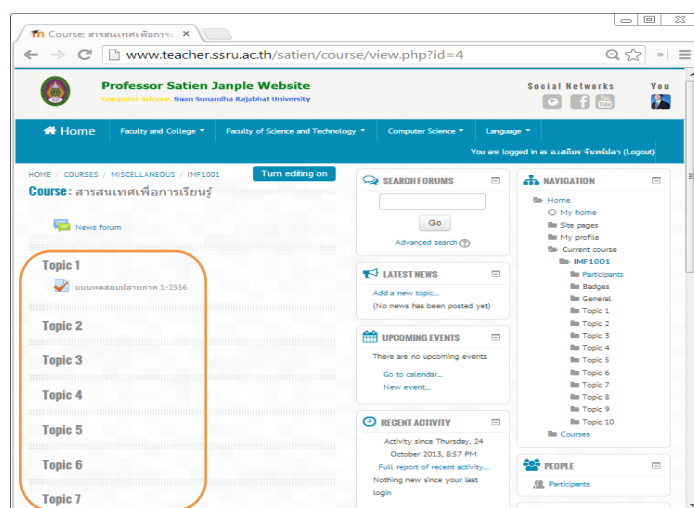 Course: สารสนเทศเพื่อการ
www.teacher.ssru.ac.th/satien/course/view.php?id=4
Professor Satien Janple Website
Computer Science, Suan Sunandha Rajabhat University
Social Networks
You
Home
Faculty and College
Faculty of Science and Technology
Computer Science
Language
You are logged in as อ.เสถียร จันทร์ปลา (Logout)
HOME / COURSES / MISCELLANEOUS / IMF1001
Turn editing on
Course: สารสนเทศเพื่อการเรียนรู้
News forum
Topic 1
แบบทดสอบปลายภาค 1-2556
Topic 2
Topic 3
Topic 4
Topic 5
Topic 6
Topic 7
SEARCH FORUMS
Go
Advanced search
LATEST NEWS
Add a new topic...
(No news has been posted yet)
UPCOMING EVENTS
There are no upcoming events
Go to calendar...
New event...
RECENT ACTIVITY
Activity since Thursday, 24
October 2013, 8:57 PM
Full report of recent activity...
Nothing new since your last
login
NAVIGATION
Home
My home
Site pages
My profile
Current course
IMF1001
Participants
Badges
General
Topic 1
Topic 2
Topic 3
Topic 4
Topic 5
Topic 6
Topic 7
Topic 8
Topic 9
Topic 10
Courses
PEOPLE
Participants